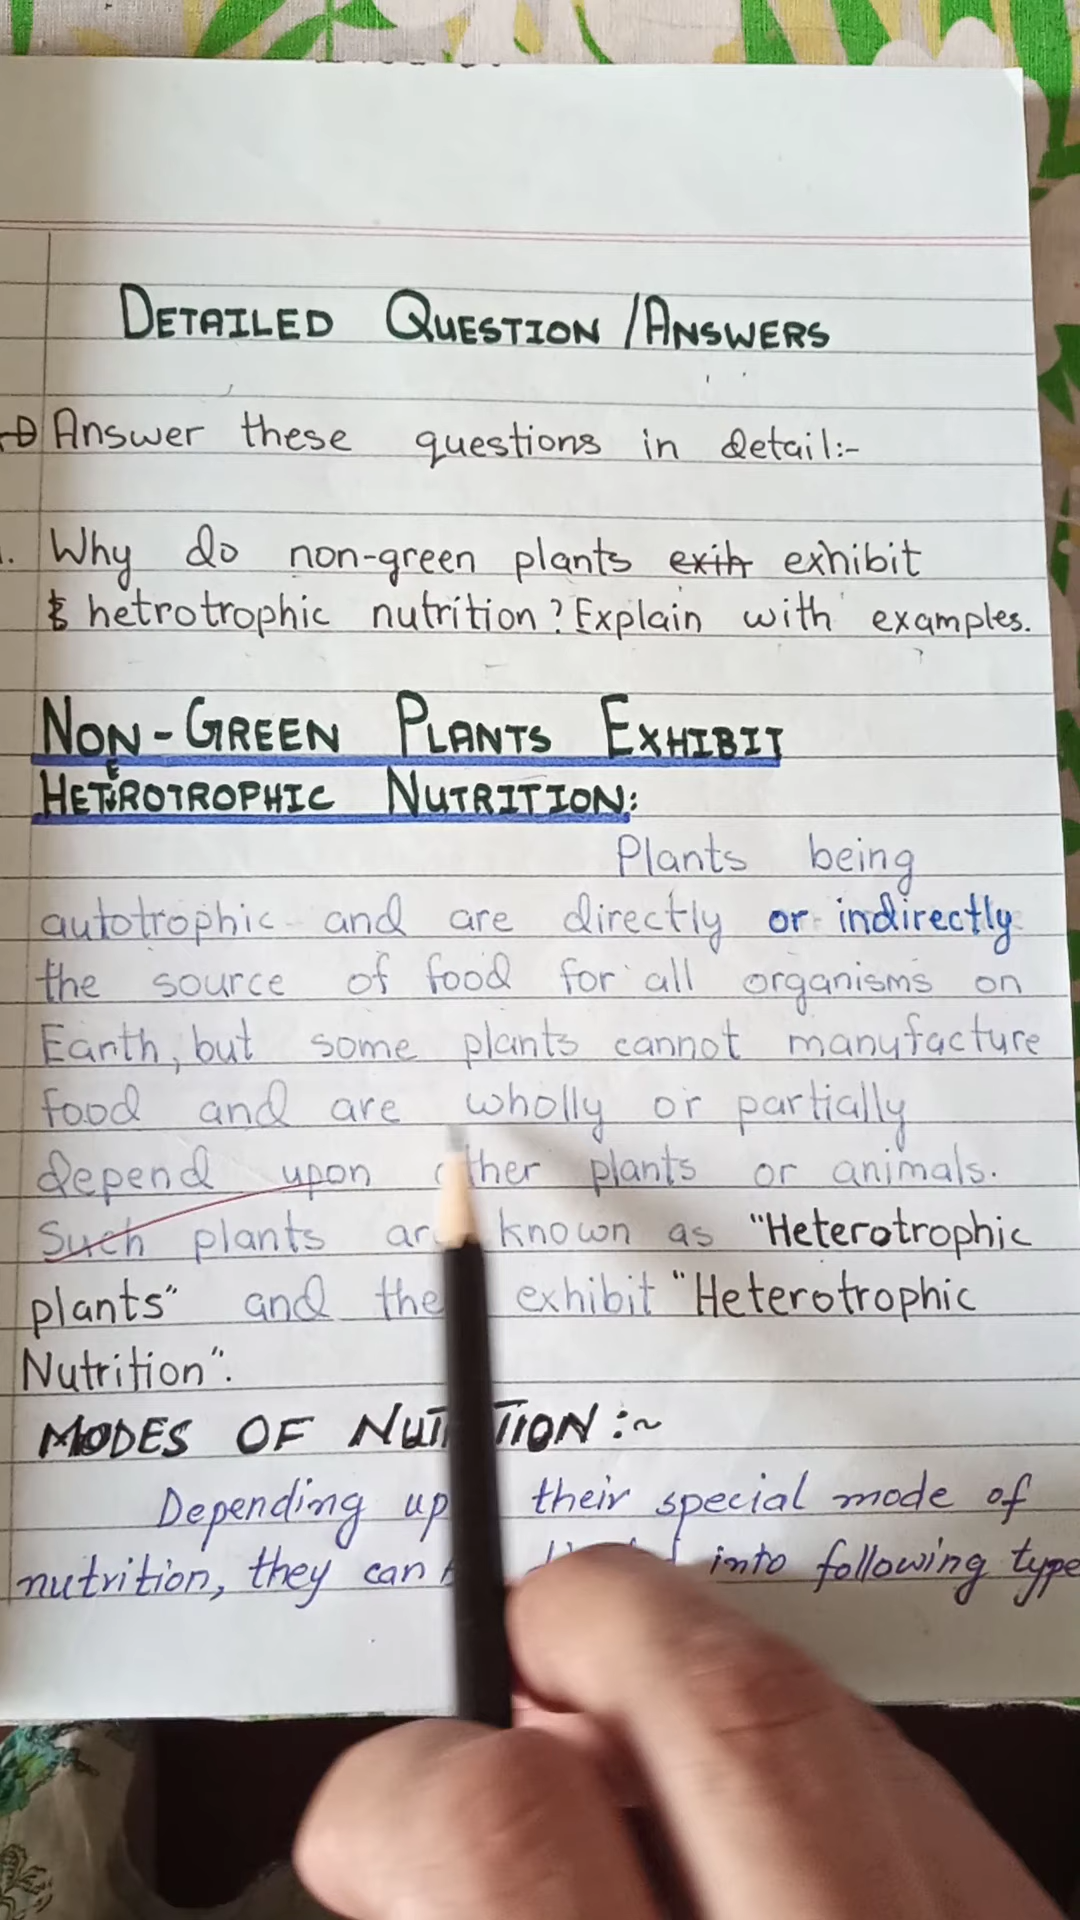 DETAILED QUESTION/ANSWERS
Answer these questions in detail:-
. Why do non-green plants exih exhibit
hetrotrophic nutrition? Explain with examples.
NON-GREEN PLANTS EXHIBIT
HETEROTROPHIC NUTRITION:
Plants being
autotrophic and are directly or indirectly
the source of food for all organisms on
Earth, but some plants cannot manufacture
food and are wholly or partially
depend upon other plants or animals.
Such plants are known as "Heterotrophic
plants" and the exhibit "Heterotrophic
Nutrition".
MODES OF NUTRITION:~
Depending up their special mode of
nutrition, they can into following type